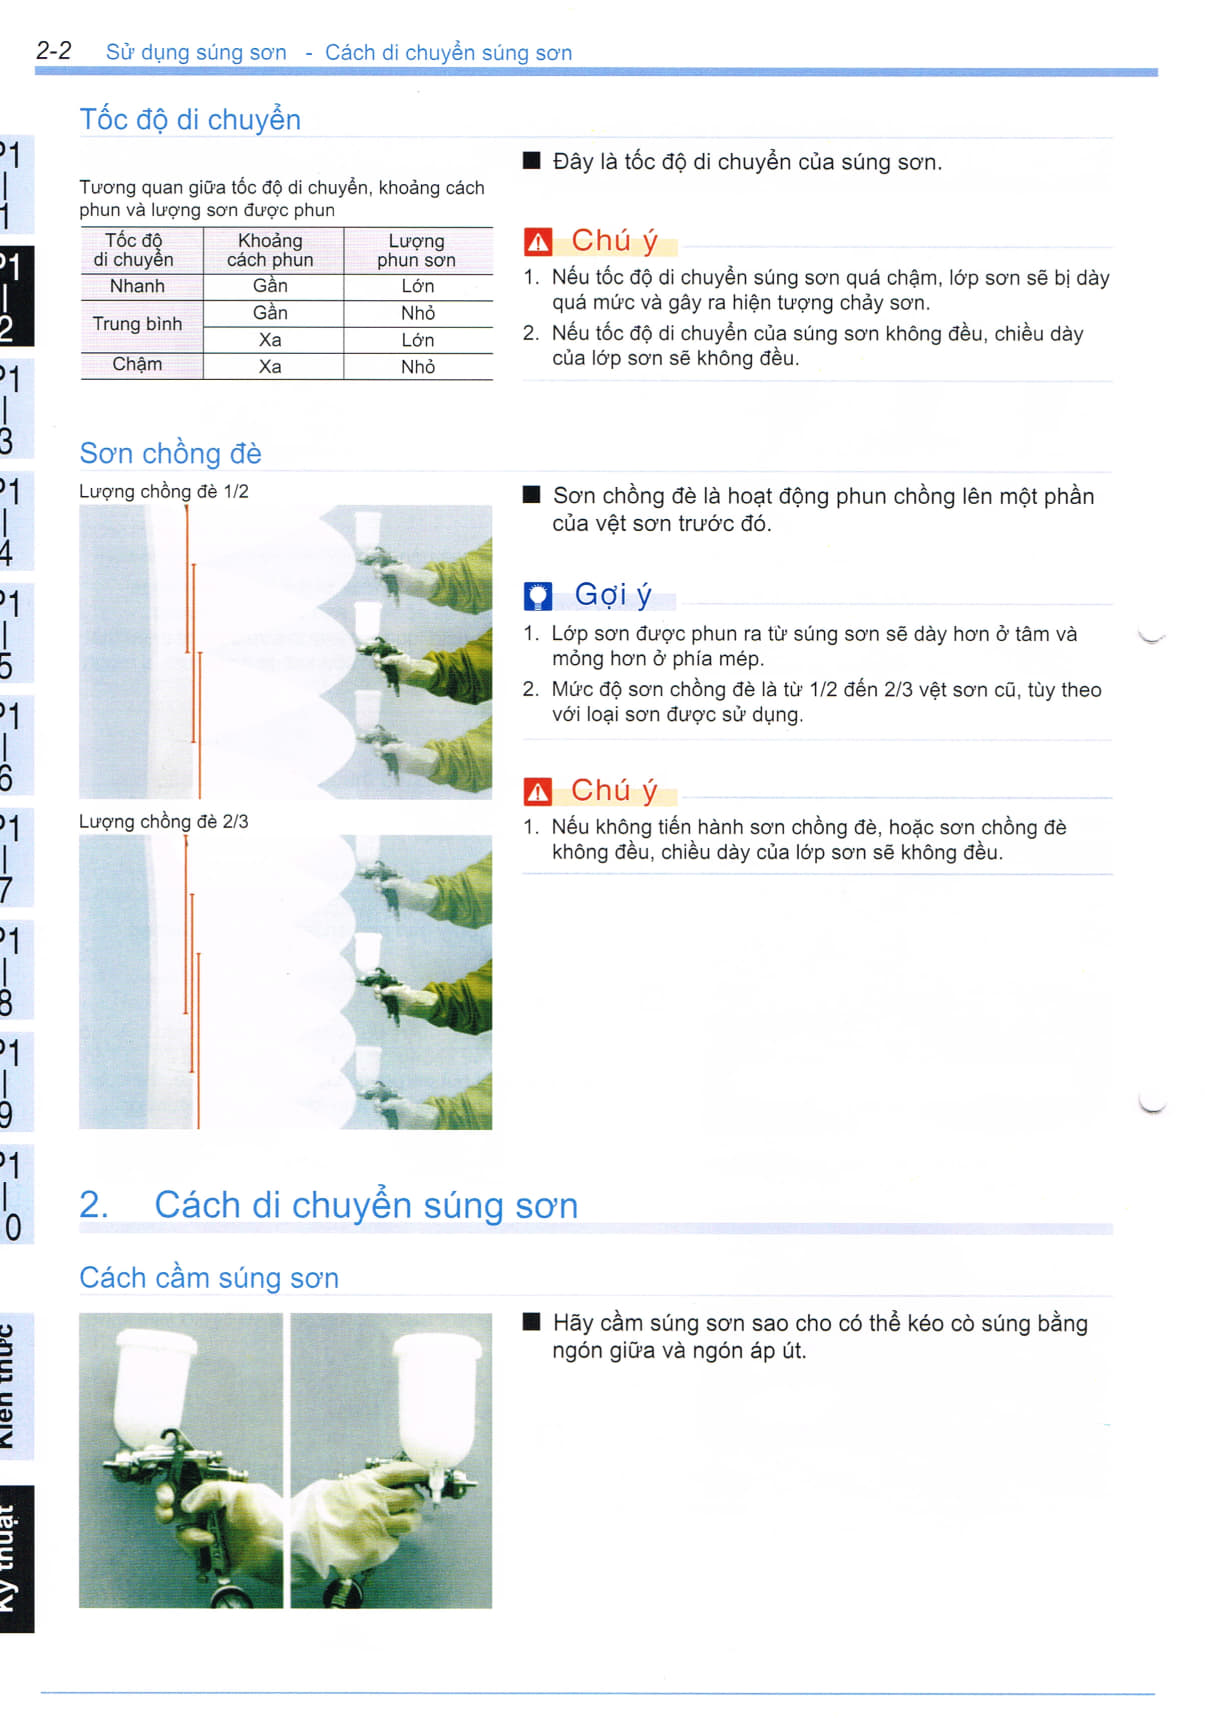 2-2 Sử dụng súng sơn - Cách di chuyển súng sơn
Tốc độ di chuyển
Tương quan giữa tốc độ di chuyển, khoảng cách
phun và lượng sơn được phun
Tốc độ di chuyển Khoảng cách phun Lượng phun sơn
Nhanh Gần Lớn
Trung bình Gần Nhỏ
Xa Lớn
Chậm Xa Nhỏ
■ Đây là tốc độ di chuyển của súng sơn.
Chú ý
1. Nếu tốc độ di chuyển súng sơn quá chậm, lớp sơn sẽ bị dày
quá mức và gây ra hiện tượng chảy sơn.
2. Nếu tốc độ di chuyển của súng sơn không đều, chiều dày
của lớp sơn sẽ không đều.
Sơn chồng đè
Lượng chồng đè 1/2
Lượng chồng đè 2/3
■ Sơn chồng đè là hoạt động phun chồng lên một phần
của vệt sơn trước đó.
Gợi ý
1. Lớp sơn được phun ra từ súng sơn sẽ dày hơn ở tâm và
mỏng hơn ở phía mép.
2. Mức độ sơn chồng đè là từ 1/2 đến 2/3 vệt sơn cũ, tùy theo
với loại sơn được sử dụng.
Chú ý
1. Nếu không tiến hành sơn chồng đè, hoặc sơn chồng đè
không đều, chiều dày của lớp sơn sẽ không đều.
2. Cách di chuyển súng sơn
Cách cầm súng sơn
■ Hãy cầm súng sơn sao cho có thể kéo cò súng bằng
ngón giữa và ngón áp út.
P1-1
P1-2
P1-3
P1-4
P1-5
P1-6
P1-7
P1-8
P1-9
P1-0
Kiến thức
Kỹ thuật